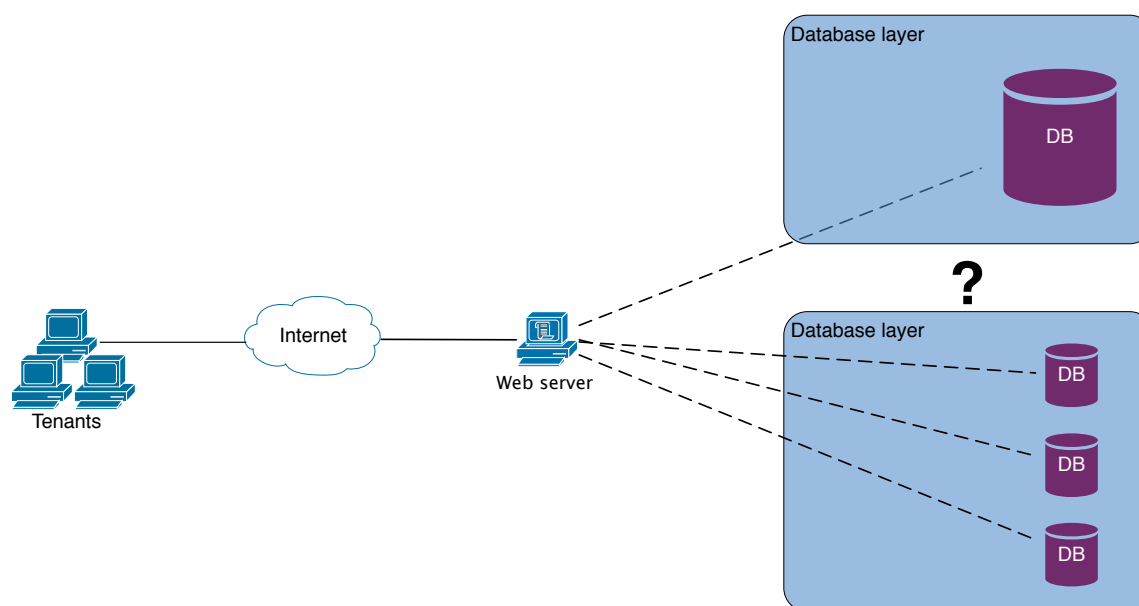 Database layer
DB
?
Internet
Web server
Tenants
Database layer
DB
DB
DB